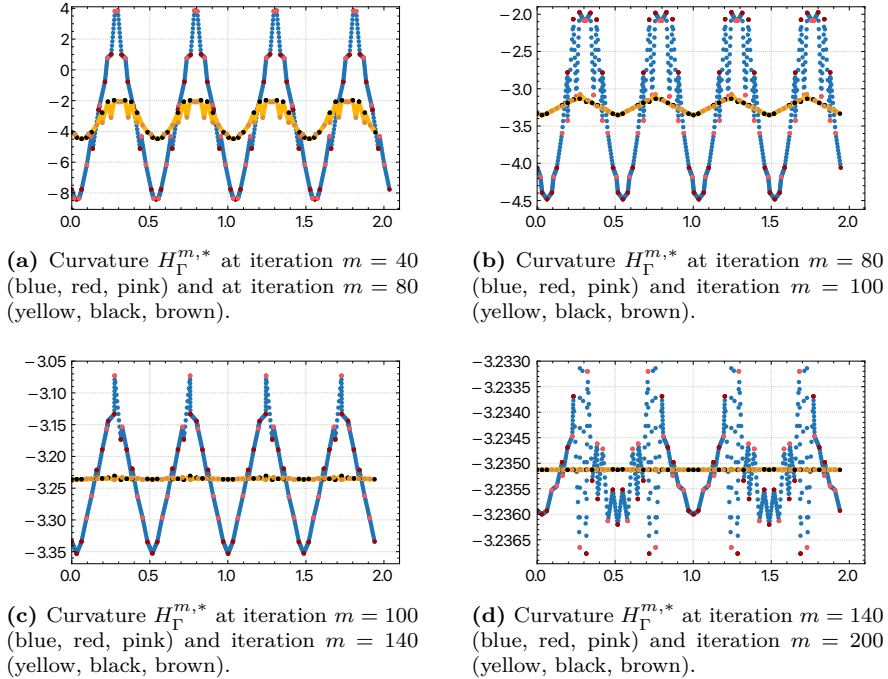 4
2
0
−2
−4
−6
−8
0.0 0.5 1.0 1.5 2.0
−2.0
−2.5
−3.0
−3.5
−4.0
−4.5
0.0 0.5 1.0 1.5 2.0
(a) Curvature $H_\Gamma^{m,*}$ at iteration $m = 40$
(blue, red, pink) and at iteration $m = 80$
(yellow, black, brown).
(b) Curvature $H_\Gamma^{m,*}$ at iteration $m = 80$
(blue, red, pink) and iteration $m = 100$
(yellow, black, brown).
−3.05
−3.10
−3.15
−3.20
−3.25
−3.30
−3.35
0.0 0.5 1.0 1.5 2.0
−3.2330
−3.2335
−3.2340
−3.2345
−3.2350
−3.2360
−3.2365
0.0 0.5 1.0 1.5 2.0
(c) Curvature $H_\Gamma^{m,*}$ at iteration $m = 100$
(blue, red, pink) and iteration $m = 140$
(yellow, black, brown).
(d) Curvature $H_\Gamma^{m,*}$ at iteration $m = 140$
(blue, red, pink) and iteration $m = 200$
(yellow, black, brown).